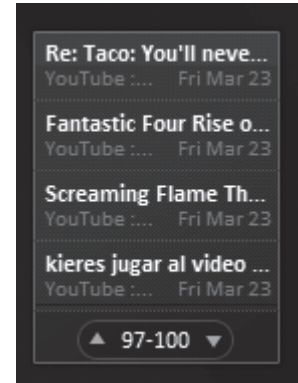 Re: Taco: You'll neve...
YouTube :... Fri Mar 23
Fantastic Four Rise o...
YouTube :... Fri Mar 23
Screaming Flame Th...
YouTube :... Fri Mar 23
kieres jugar al video ...
YouTube :... Fri Mar 23
▲ 97-100 ▼